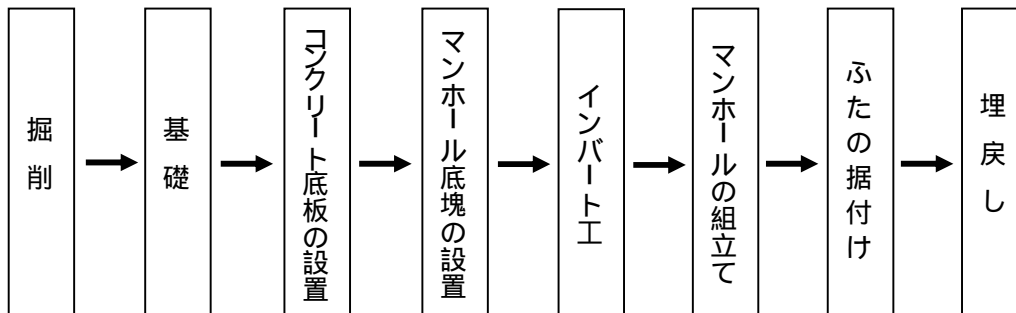 掘削
基礎
コンクリート底板の設置
マンホール底塊の設置
インバート工
マンホールの組立て
ふたの据付け
埋戻し